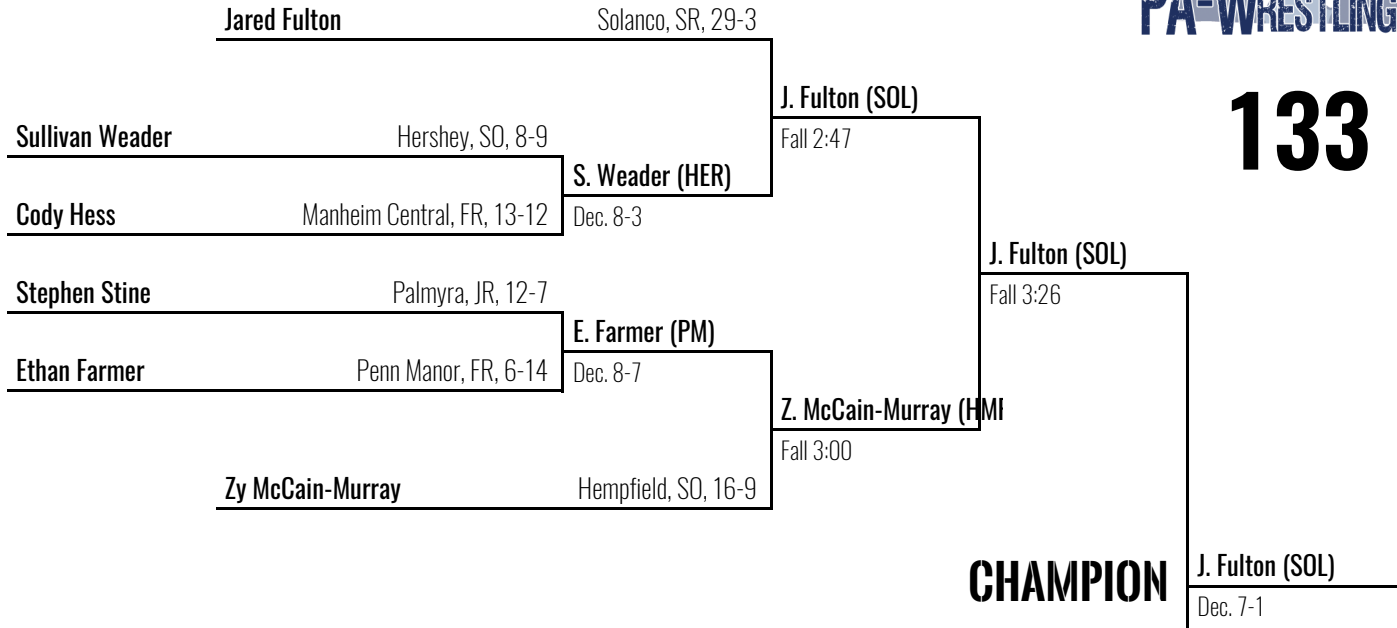 PA-WRESTLING
Jared Fulton Solanco, SR, 29-3
J. Fulton (SOL)
133
Sullivan Weader Hershey, SO, 8-9
Fall 2:47
S. Weader (HER)
Cody Hess Manheim Central, FR, 13-12
Dec. 8-3
J. Fulton (SOL)
Stephen Stine Palmyra, JR, 12-7
Fall 3:26
E. Farmer (PM)
Ethan Farmer Penn Manor, FR, 6-14
Dec. 8-7
Z. McCain-Murray (HM
Fall 3:00
Zy McCain-Murray Hempfield, SO, 16-9
CHAMPION
J. Fulton (SOL)
Dec. 7-1